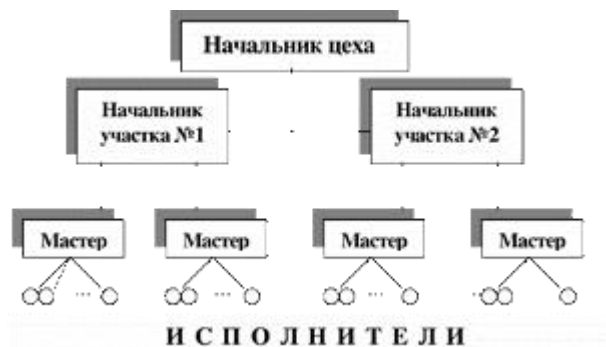 Начальник цеха
Начальник
участка №1
Начальник
участка №2
Мастер
Мастер
Мастер
Мастер
... ... ... ...
ИСПОЛНИТЕЛИ